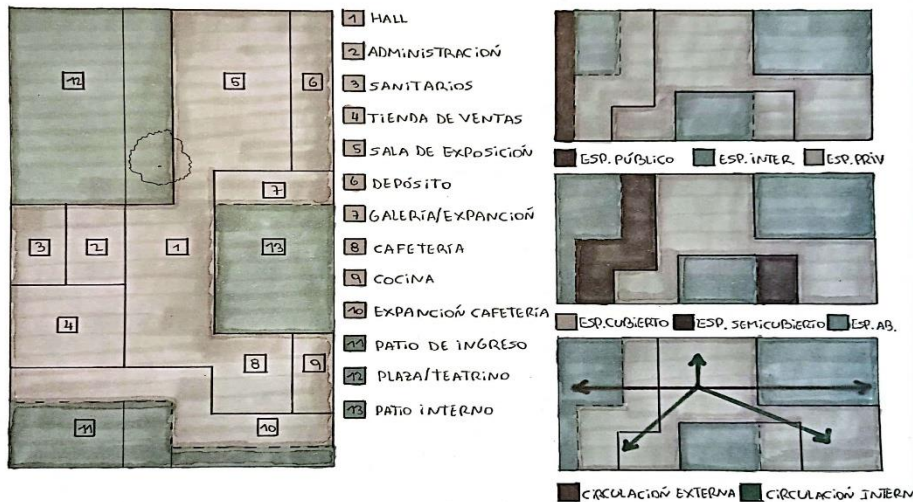 12
5
6
7
3
2
1
13
4
8
9
11
10
1 HALL
2 ADMINISTRACIÓN
3 SANITARIOS
4 TIENDA DE VENTAS
5 SALA DE EXPOSICIÓN
6 DEPÓSITO
7 GALERÍA/EXPANCIÓN
8 CAFETERÍA
9 COCINA
10 EXPANCIÓN CAFETERÍA
11 PATIO DE INGRESO
12 PLAZA/TEATRINO
13 PATIO INTERNO
ESP. PÚBLICO ESP. INTER. ESP. PRIV
ESP. CUBIERTO ESP. SEMICUBIERTO ESP. AB.
CIRCULACIÓN EXTERNA CIRCULACIÓN INTERN